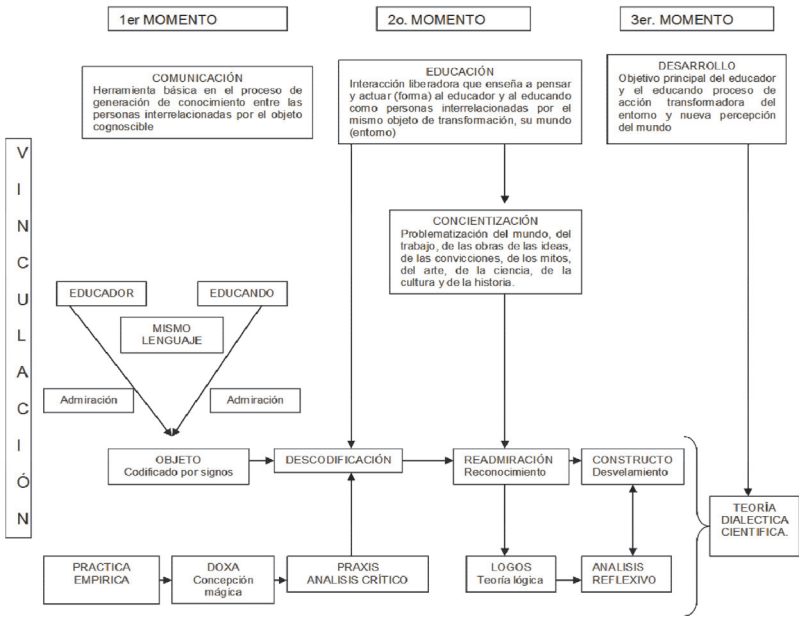 1er MOMENTO
2o. MOMENTO
3er. MOMENTO
COMUNICACIÓN
Herramienta básica en el proceso de
generación de conocimiento entre las
personas interrelacionadas por el objeto
cognoscible
EDUCACIÓN
Interacción liberadora que enseña a pensar
y actuar (forma) al educador y al educando
como personas interrelacionadas por el
mismo objeto de transformación, su mundo
(entorno)
DESARROLLO
Objetivo principal del educador
y el educando proceso de
acción transformadora del
entorno y nueva percepción
del mundo
V
I
N
C
U
L
A
C
I
Ó
N
CONCIENTIZACIÓN
Problematización del mundo, del
trabajo, de las obras de las ideas,
de las convicciones, de los mitos,
del arte, de la ciencia, de la
cultura y de la historia.
EDUCADOR
EDUCANDO
MISMO
LENGUAJE
Admiración
Admiración
OBJETO
Codificado por signos
DESCODIFICACIÓN
READMIRACIÓN
Reconocimiento
CONSTRUCTO
Desvelamiento
TEORÍA
DIALECTICA
CIENTIFICA.
PRACTICA
EMPIRICA
DOXA
Concepción
mágica
PRAXIS
ANALISIS CRÍTICO
LOGOS
Teoría lógica
ANALISIS
REFLEXIVO